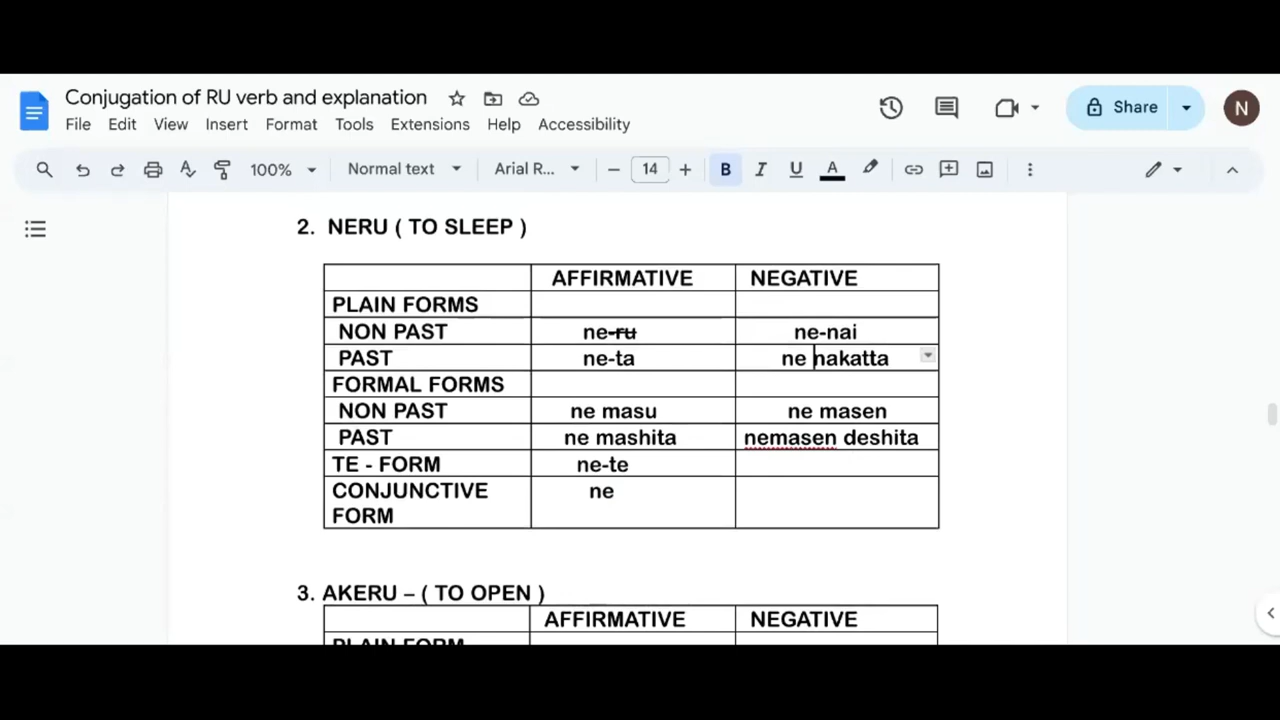 Conjugation of RU verb and explanation
File Edit View Insert Format Tools Extensions Help Accessibility
Share
N
100% Normal text Arial R... 14 B I U A
2. NERU ( TO SLEEP )
AFFIRMATIVE NEGATIVE
PLAIN FORMS
NON PAST ne-ru ne-nai
PAST ne-ta ne nakatta
FORMAL FORMS
NON PAST ne masu ne masen
PAST ne mashita nemasen deshita
TE - FORM ne-te
CONJUNCTIVE ne
FORM
3. AKERU – ( TO OPEN )
AFFIRMATIVE NEGATIVE
PLAIN FORM